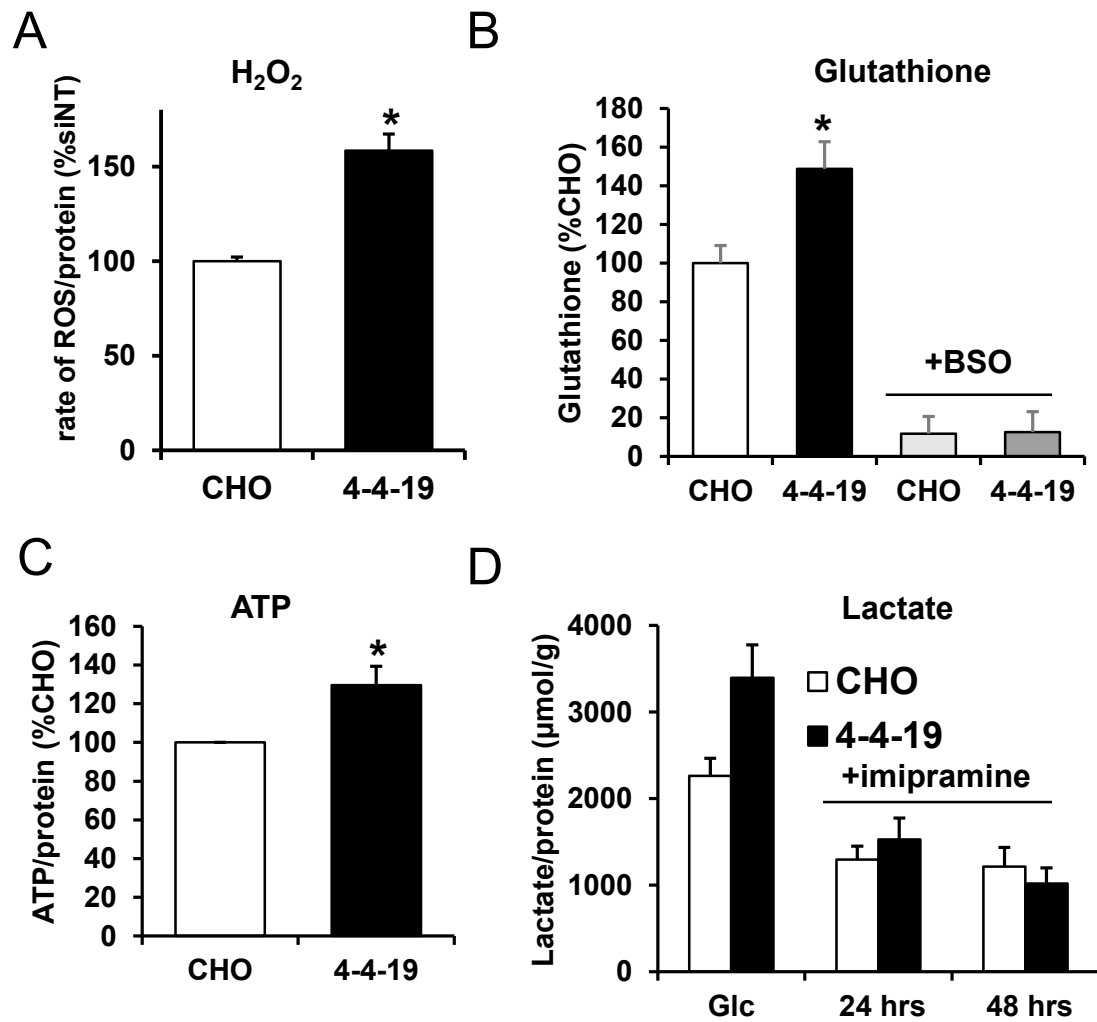 A
H₂O₂
rate of ROS/protein (%siNT)
150
100
50
0
*
CHO 4-4-19
B
Glutathione
Glutathione (%CHO)
180
160
140
120
100
80
60
40
20
0
*
+BSO
CHO 4-4-19 CHO 4-4-19
C
ATP
ATP/protein (%CHO)
160
140
120
100
80
60
40
20
0
*
CHO 4-4-19
D
Lactate
Lactate/protein (µmol/g)
4000
3000
2000
1000
0
CHO
4-4-19
+imipramine
Glc 24 hrs 48 hrs